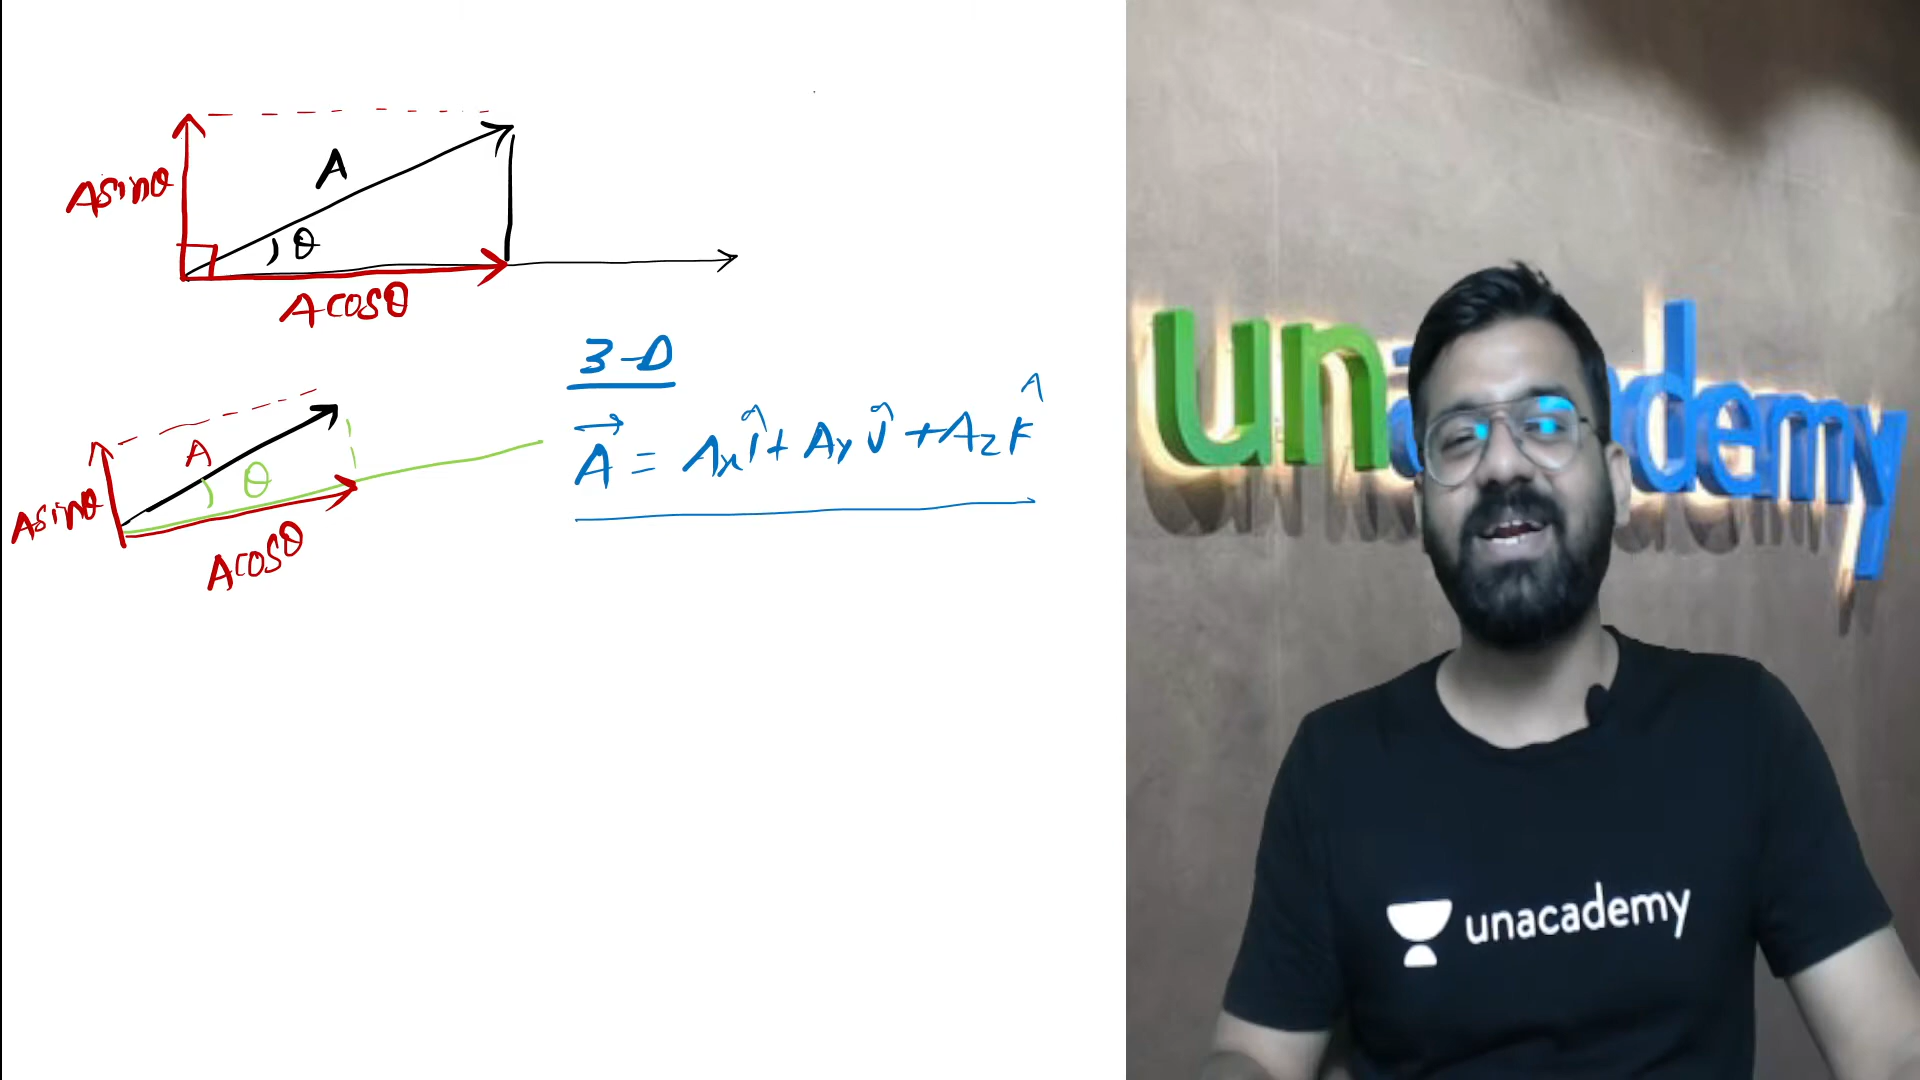 A
Asinθ
θ
Acosθ
3-D
A⃗ = Axî + Ayĵ + Azk̂
A
θ
Asinθ
Acosθ
unacademy
unacademy